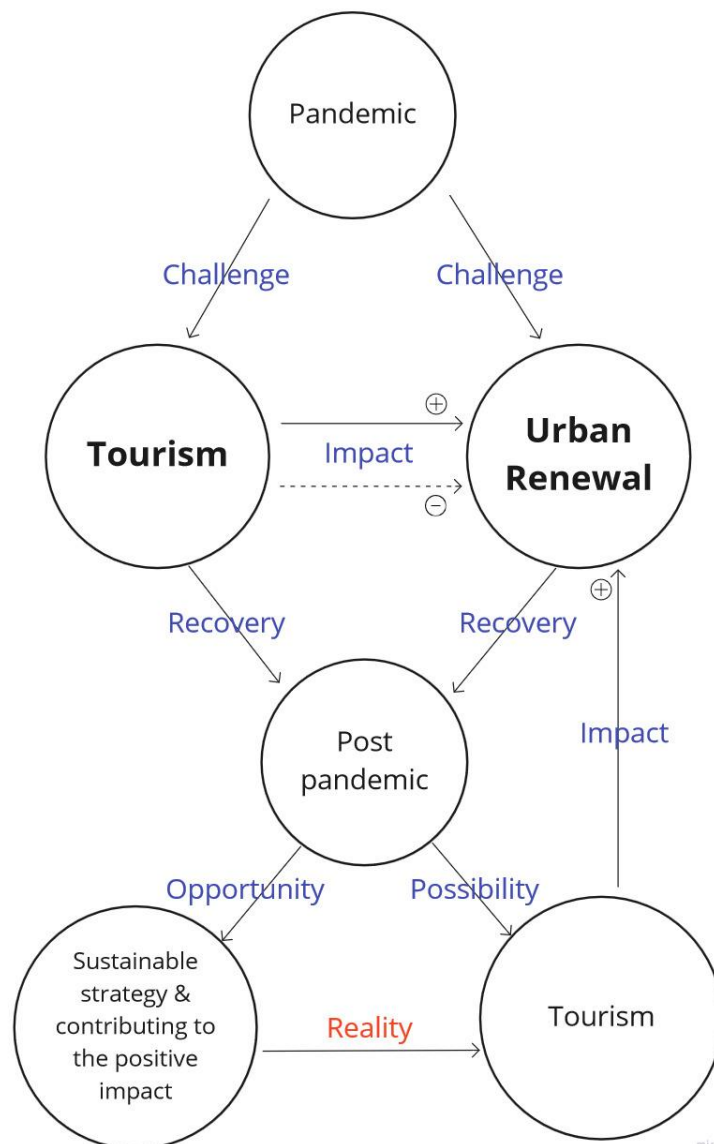 Pandemic
Challenge
Challenge
Tourism
Impact
Urban
Renewal
Recovery
Recovery
Post
pandemic
Impact
Opportunity
Possibility
Sustainable
strategy &
contributing to
the positive
impact
Reality
Tourism